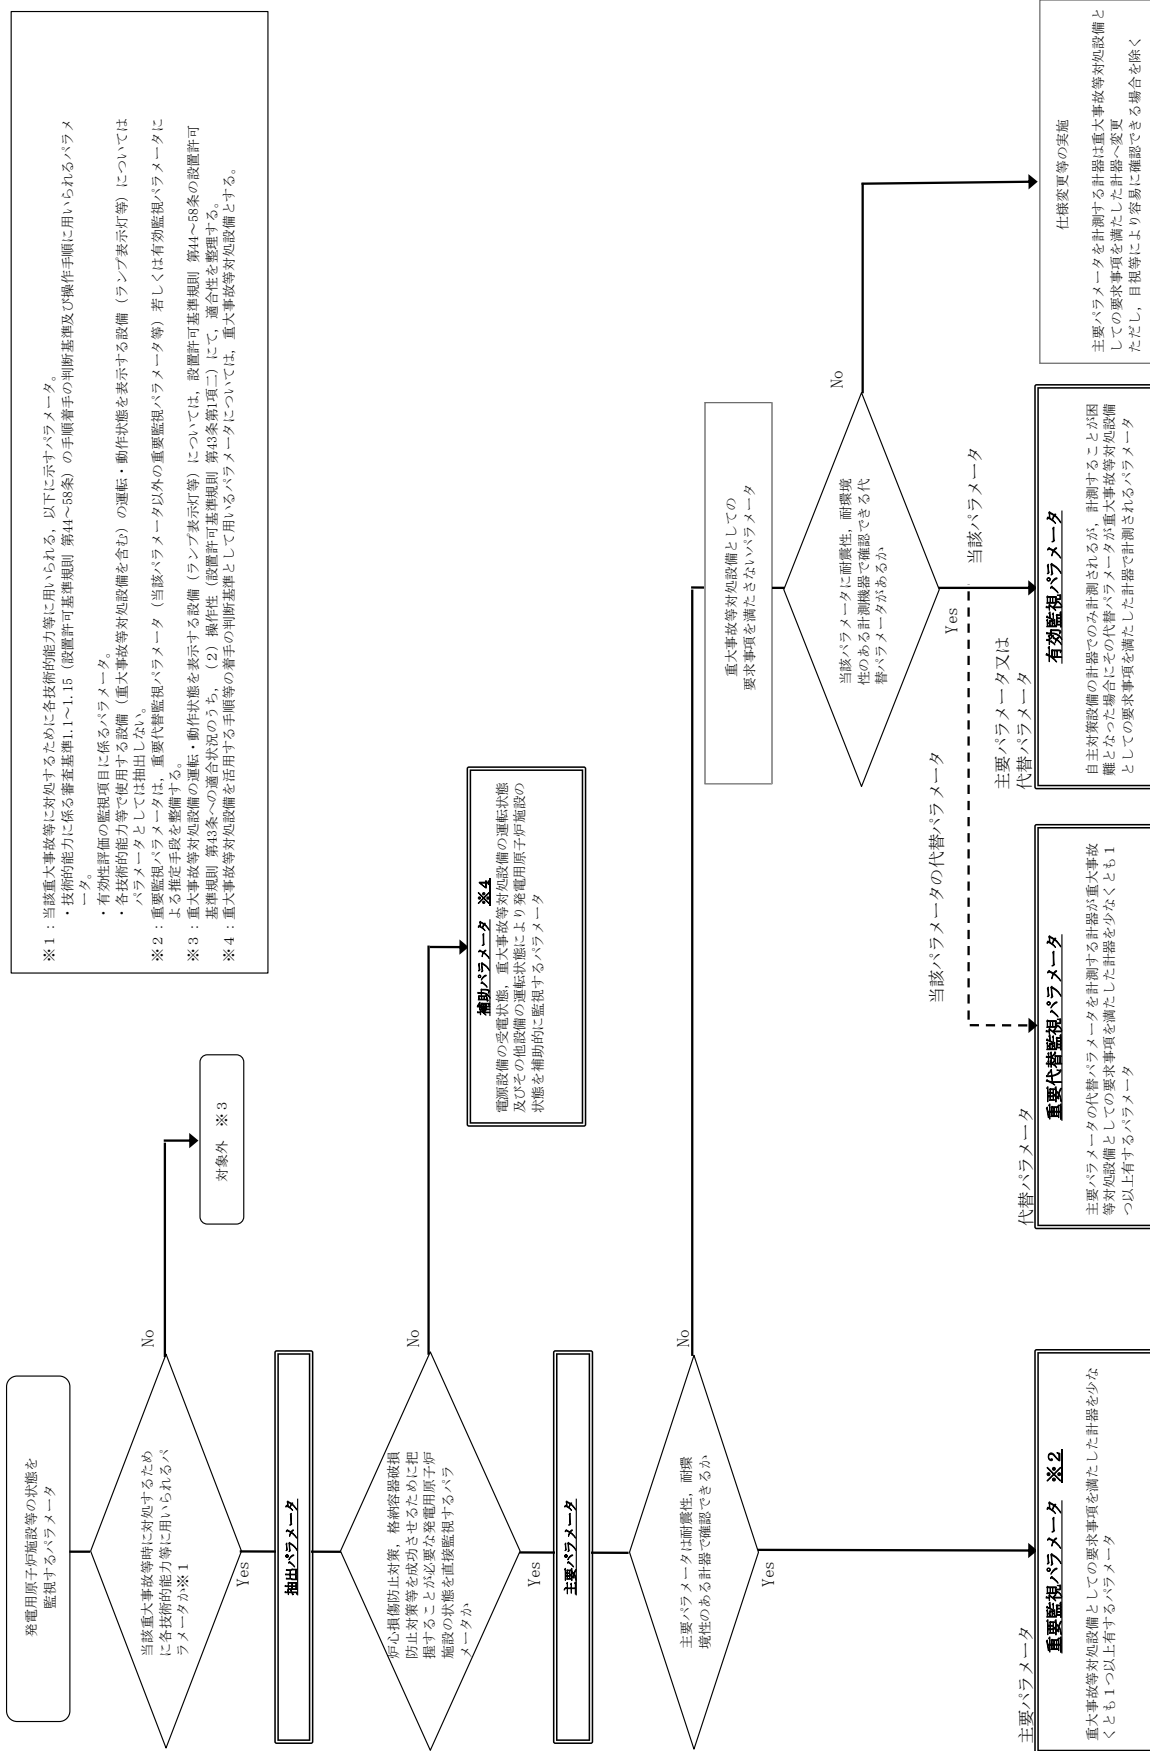 発電用原子炉施設等の状態を
監視するパラメータ
当該重大事故等時に対処するため
に各技術的能力等に用いられるパ
ラメータか※1
No
対象外 ※3
Yes
抽出パラメータ
炉心損傷防止対策，格納容器破損
防止対策等を成功させるために把
握することが必要な発電用原子炉
施設の状態を直接監視するパラ
メータか
No
補助パラメータ ※4
電源設備の受電状態，重大事故等対処設備の運転状態
及びその他設備の運転状態により発電用原子炉施設の
状態を補助的に監視するパラメータ
Yes
主要パラメータ
主要パラメータは耐震性，耐環
境性のある計器で確認できるか
No
Yes
重大事故等対処設備としての
要求事項を満たさないパラメータ
当該パラメータに耐震性，耐環境
性のある計測機器で確認できる代
替パラメータがあるか
No
Yes
当該パラメータ
当該パラメータの代替パラメータ
主要パラメータ又は
代替パラメータ
代替パラメータ
主要パラメータ
重要監視パラメータ ※2
重大事故等対処設備としての要求事項を満たした計器を少な
くとも1つ以上有するパラメータ
重要代替監視パラメータ
主要パラメータの代替パラメータを計測する計器が重大事故
等対処設備としての要求事項を満たした計器を少なくとも1
つ以上有するパラメータ
有効監視パラメータ
自主対策設備の計器でのみ計測されるが，計測することが困
難となった場合にその代替パラメータが重大事故等対処設備
としての要求事項を満たした計器で計測されるパラメータ
仕様変更等の実施
主要パラメータを計測する計器は重大事故等対処設備と
しての要求事項を満たした計器へ変更
ただし，目視等により容易に確認できる場合を除く
※1：当該重大事故等に対処するために各技術的能力等に用いられる，以下に示すパラメータ。
・技術的能力に係る審査基準1.1～1.15（設置許可基準規則 第44～58条）の手順着手の判断基準及び操作手順に用いられるパラメ
ータ。
・有効性評価の監視項目に係るパラメータ。
・各技術的能力等で使用する設備（重大事故等対処設備を含む）の運転・動作状態を表示する設備（ランプ表示灯等）については
パラメータとしては抽出しない。
※2：重要監視パラメータは，重要代替監視パラメータ（当該パラメータ以外の重要監視パラメータ等）若しくは有効監視パラメータに
よる推定手段を整備する。
※3：重大事故等対処設備の運転・動作状態を表示する設備（ランプ表示灯等）については，設置許可基準規則 第44～58条の設置許可
基準規則 第43条への適合状況のうち，（2）操作性（設置許可基準規則 第43条第1項二）にて，適合性を整理する。
※4：重大事故等対処設備を活用する手順等の着手の判断基準として用いるパラメータについては，重大事故等対処設備とする。